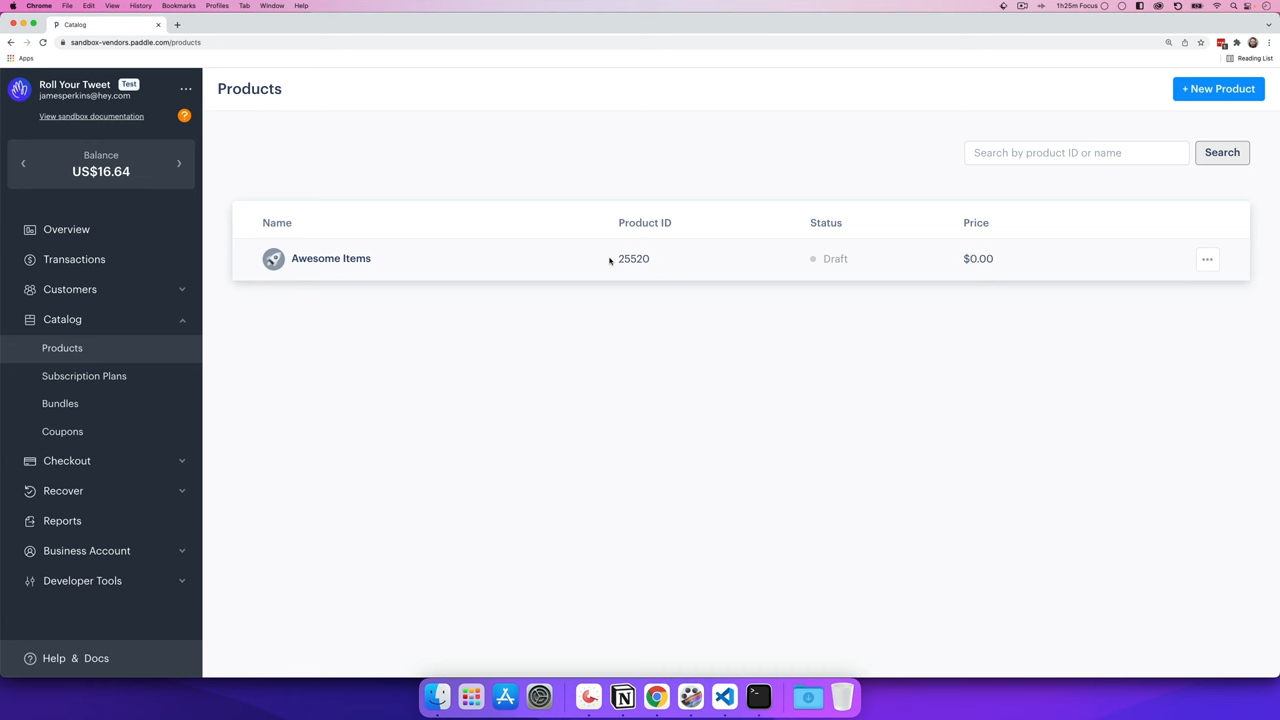 Chrome File Edit View History Bookmarks Profiles Tab Window Help
1h25m Focus
Catalog
sandbox-vendors.paddle.com/products
Apps
Reading List
Roll Your Tweet Test
jamesperkins@hey.com
View sandbox documentation
Balance
US$16.64
Overview
Transactions
Customers
Catalog
Products
Subscription Plans
Bundles
Coupons
Checkout
Recover
Reports
Business Account
Developer Tools
Help & Docs
Products
+ New Product
Search by product ID or name
Search
Name Product ID Status Price
Awesome Items 25520 Draft $0.00